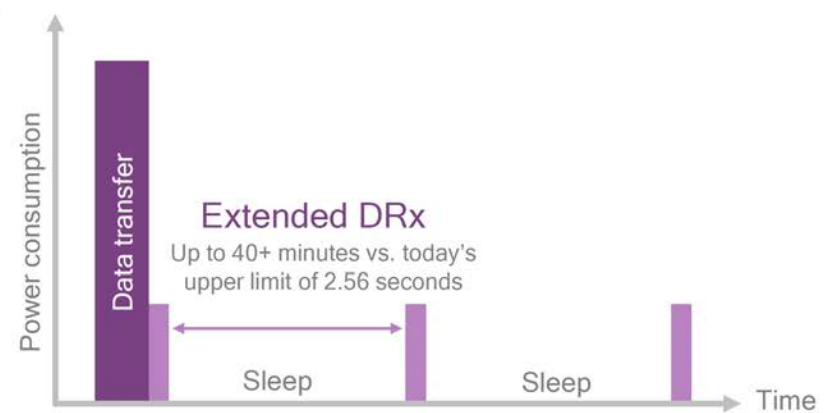 Power consumption
Data transfer
Extended DRx
Up to 40+ minutes vs. today's
upper limit of 2.56 seconds
Sleep
Sleep
Time